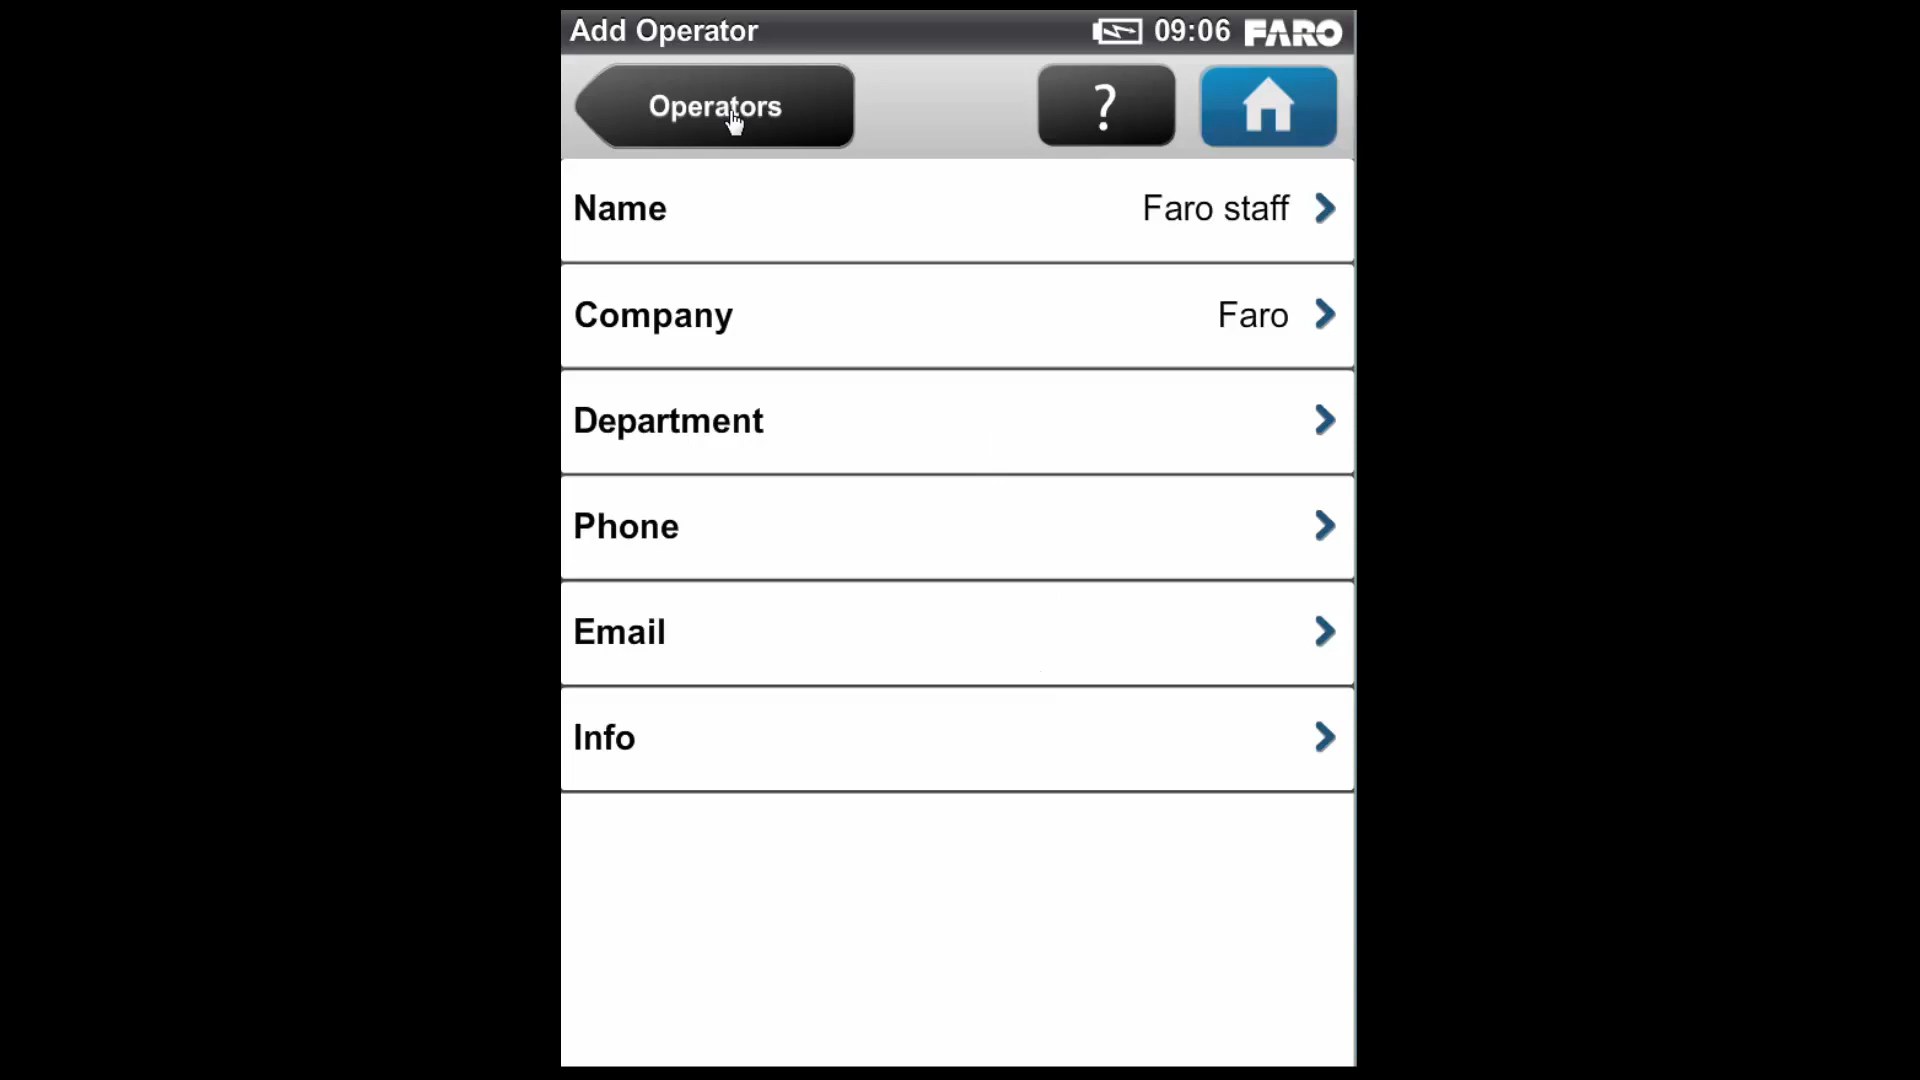 Add Operator 09:06 FARO
Operators ?
Name Faro staff
Company Faro
Department
Phone
Email
Info